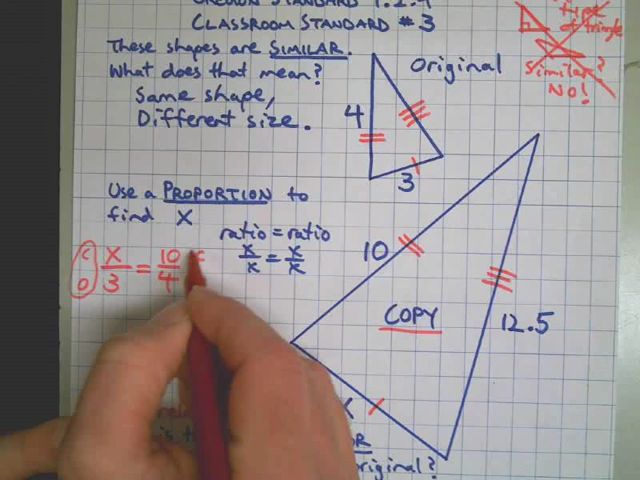 STANDARD
CLASSROOM STANDARD #3
These shapes are SIMILAR.
What does that mean?
Same shape,
Different size.
Original
4
3
Similar?
NO!
Use a PROPORTION to
find X
ratio = ratio
x/x = x/x
C
O
X/3 = 10/4
10
COPY
12.5
original?